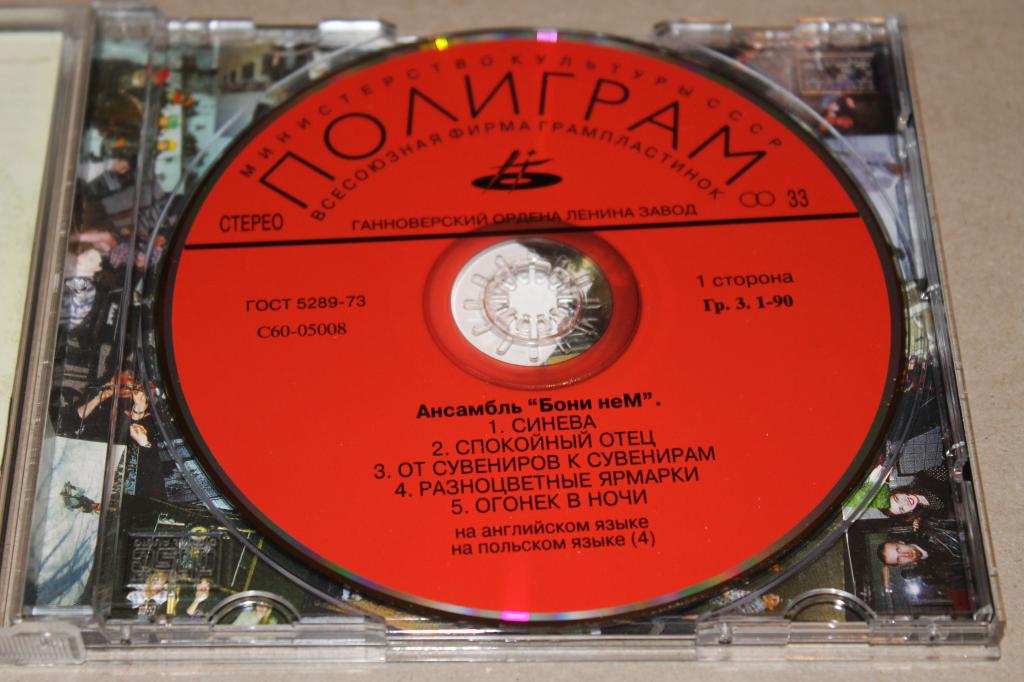 МИНИСТЕРСТВО КУЛЬТУРЫ СССР
ПОЛИГРАМ
ВСЕСОЮЗНАЯ ФИРМА ГРАМПЛАСТИНОК
СТЕРЕО
33
ГАННОВЕРСКИЙ ОРДЕНА ЛЕНИНА ЗАВОД
ГОСТ 5289-73
С60-05008
1 сторона
Гр. 3. 1-90
Ансамбль "Бони неМ".
1. СИНЕВА
2. СПОКОЙНЫЙ ОТЕЦ
3. ОТ СУВЕНИРОВ К СУВЕНИРАМ
4. РАЗНОЦВЕТНЫЕ ЯРМАРКИ
5. ОГОНЕК В НОЧИ
на английском языке
на польском языке (4)